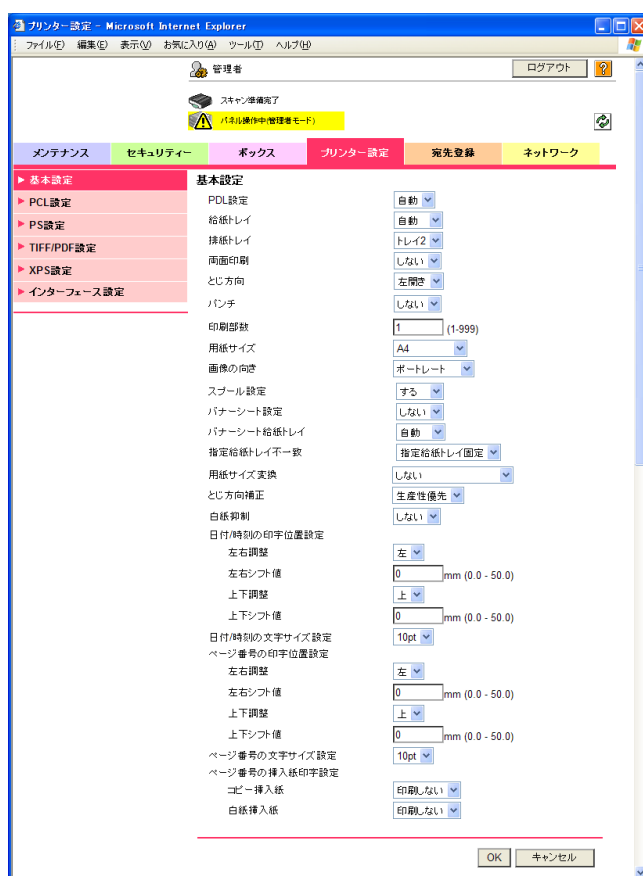 プリンター設定 - Microsoft Internet Explorer
ファイル(F) 編集(E) 表示(V) お気に入り(A) ツール(T) ヘルプ(H)
管理者 ログアウト ?
スキャン準備完了
パネル操作中(管理者モード)
メンテナンス セキュリティー ボックス プリンター設定 宛先登録 ネットワーク
基本設定
PCL設定
PS設定
TIFF/PDF設定
XPS設定
インターフェース設定
基本設定
PDL設定 自動
給紙トレイ 自動
排紙トレイ トレイ2
両面印刷 しない
とじ方向 左開き
パンチ しない
印刷部数 1 (1-999)
用紙サイズ A4
画像の向き ポートレート
スプール設定 する
バナーシート設定 しない
バナーシート給紙トレイ 自動
指定給紙トレイ不一致 指定給紙トレイ固定
用紙サイズ変換 しない
とじ方向補正 生産性優先
白紙抑制 しない
日付/時刻の印字位置設定
左右調整 左
左右シフト値 0 mm (0.0 - 50.0)
上下調整 上
上下シフト値 0 mm (0.0 - 50.0)
日付/時刻の文字サイズ設定 10pt
ページ番号の印字位置設定
左右調整 左
左右シフト値 0 mm (0.0 - 50.0)
上下調整 上
上下シフト値 0 mm (0.0 - 50.0)
ページ番号の文字サイズ設定 10pt
ページ番号の挿入紙印字設定
コピー挿入紙 印刷しない
白紙挿入紙 印刷しない
OK キャンセル